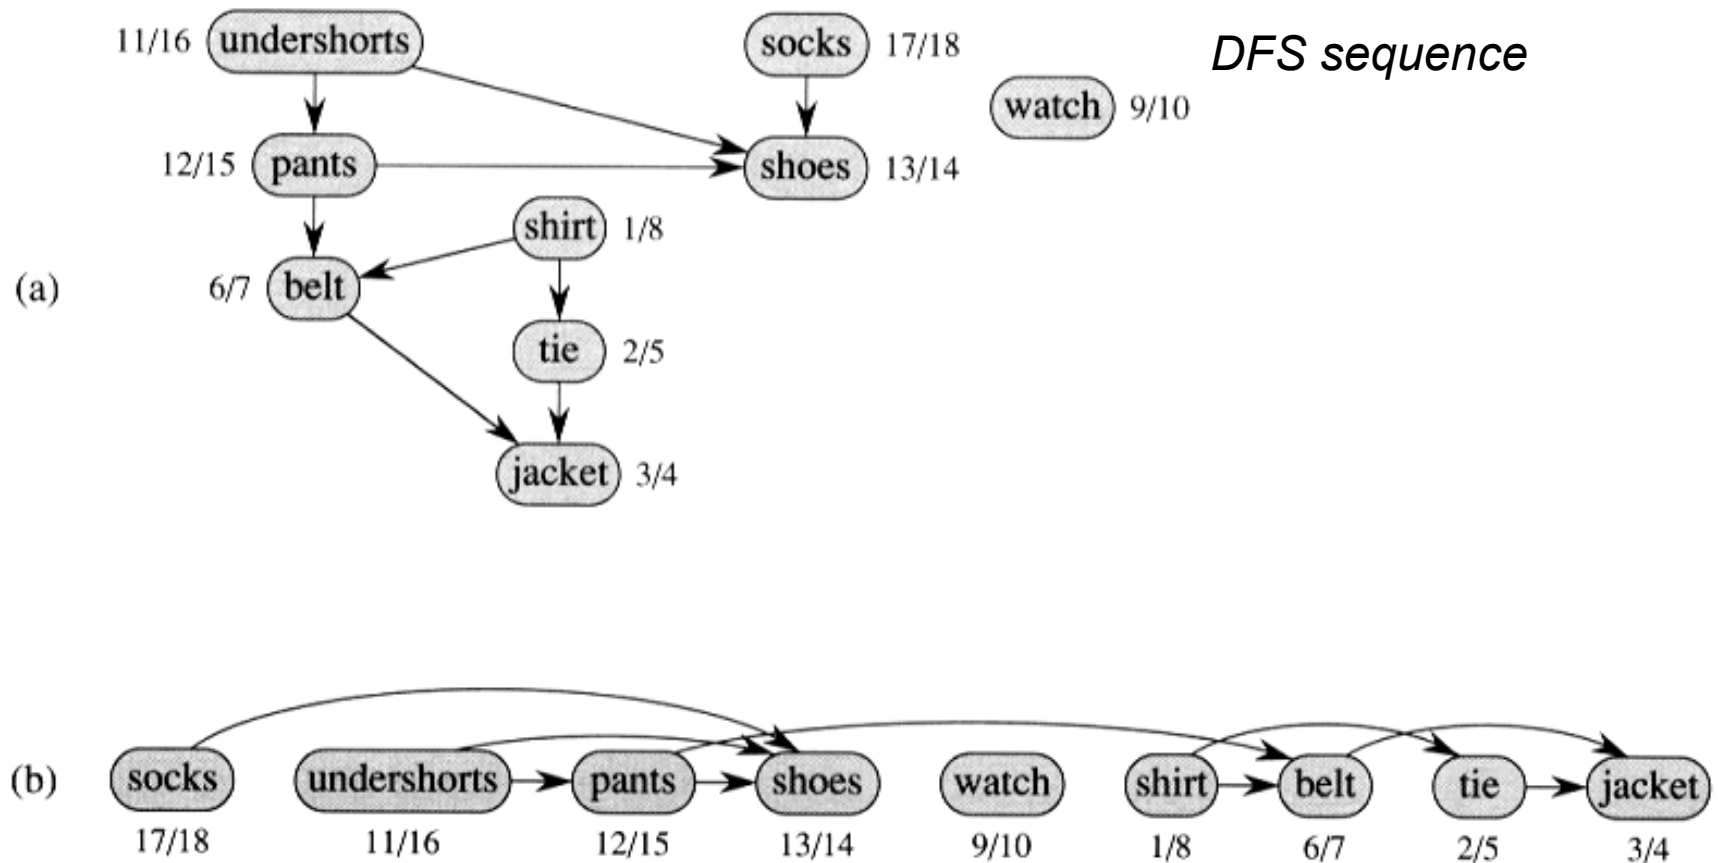 11/16 undershorts socks 17/18 DFS sequence
watch 9/10
12/15 pants shoes 13/14
shirt 1/8
(a) 6/7 belt
tie 2/5
jacket 3/4
(b) socks undershorts pants shoes watch shirt belt tie jacket
17/18 11/16 12/15 13/14 9/10 1/8 6/7 2/5 3/4